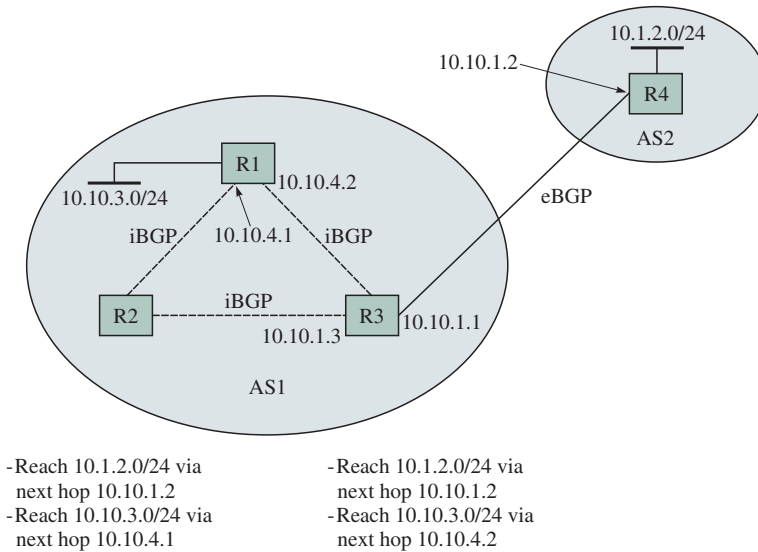 10.1.2.0/24
10.10.1.2
R4
AS2
R1
10.10.4.2
10.10.3.0/24
eBGP
iBGP
10.10.4.1
iBGP
iBGP
R2
R3
10.10.1.3
10.10.1.1
AS1
-Reach 10.1.2.0/24 via
next hop 10.10.1.2
-Reach 10.10.3.0/24 via
next hop 10.10.4.1
-Reach 10.1.2.0/24 via
next hop 10.10.1.2
-Reach 10.10.3.0/24 via
next hop 10.10.4.2